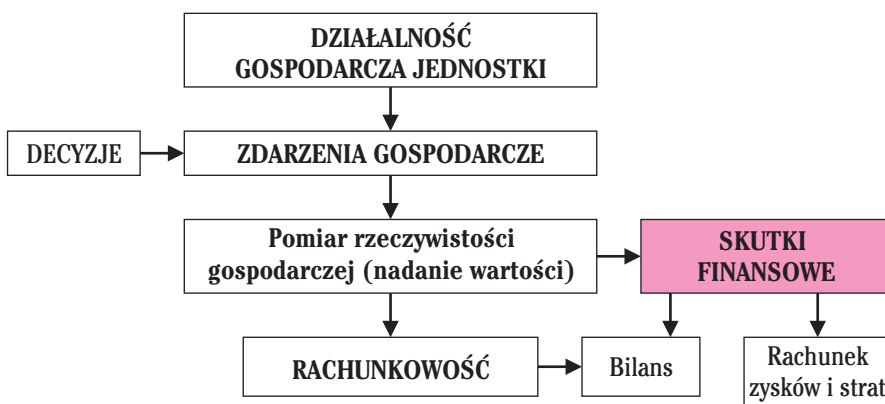 DZIAŁALNOŚĆ
GOSPODARCZA JEDNOSTKI
DECYZJE
ZDARZENIA GOSPODARCZE
Pomiar rzeczywistości
gospodarczej (nadanie wartości)
SKUTKI
FINANSOWE
RACHUNKOWOŚĆ
Bilans
Rachunek
zysków i strat